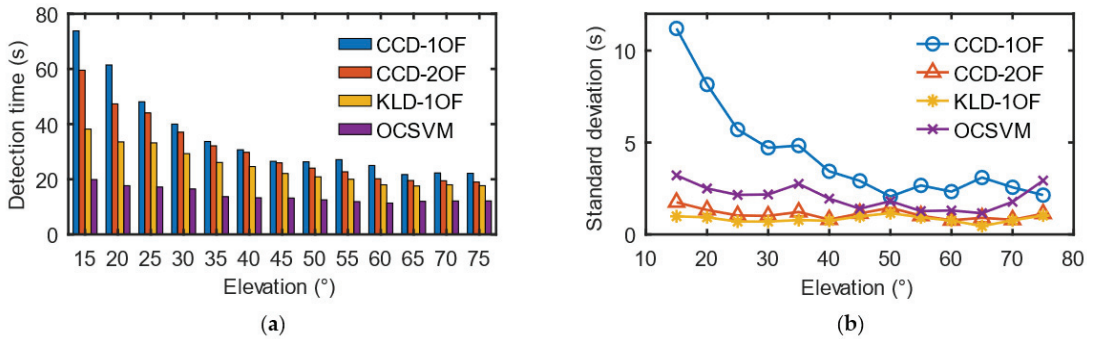 80
60
40
20
0
Detection time (s)
CCD-1OF
CCD-2OF
KLD-1OF
OCSVM
15 20 25 30 35 40 45 50 55 60 65 70 75
Elevation (°)
(a)
10
5
0
Standard deviation (s)
CCD-1OF
CCD-2OF
KLD-1OF
OCSVM
10 20 30 40 50 60 70 80
Elevation (°)
(b)